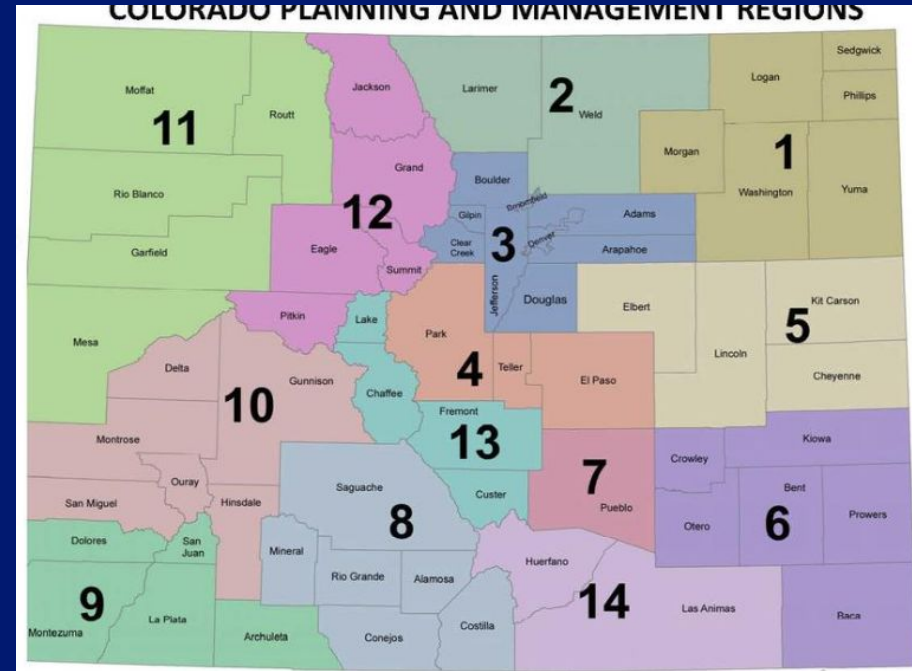 COLORADO PLANNING AND MANAGEMENT REGIONS
Sedgwick
Logan
Jackson
Larimer
2
Moffat
Phillips
11
Routt
Weld
Morgan
1
Grand
Boulder
Rio Blanco
Washington
Yuma
12
Broomfield
Gilpin
Adams
Eagle
Clear
Creek
3
Denver
Arapahoe
Garfield
Summit
Jefferson
Douglas
Elbert
Kit Carson
Pitkin
Lake
Park
5
Mesa
Lincoln
Delta
4
Teller
Gunnison
El Paso
Cheyenne
10
Chaffee
Fremont
13
Montrose
Kiowa
Crowley
7
Ouray
Saguache
Bent
San Miguel
Hinsdale
Custer
Pueblo
8
6
Prowers
Otero
Dolores
San
Juan
Mineral
Huerfano
Rio Grande
Alamosa
9
14
Las Animas
La Plata
Costilla
Baca
Montezuma
Archuleta
Conejos